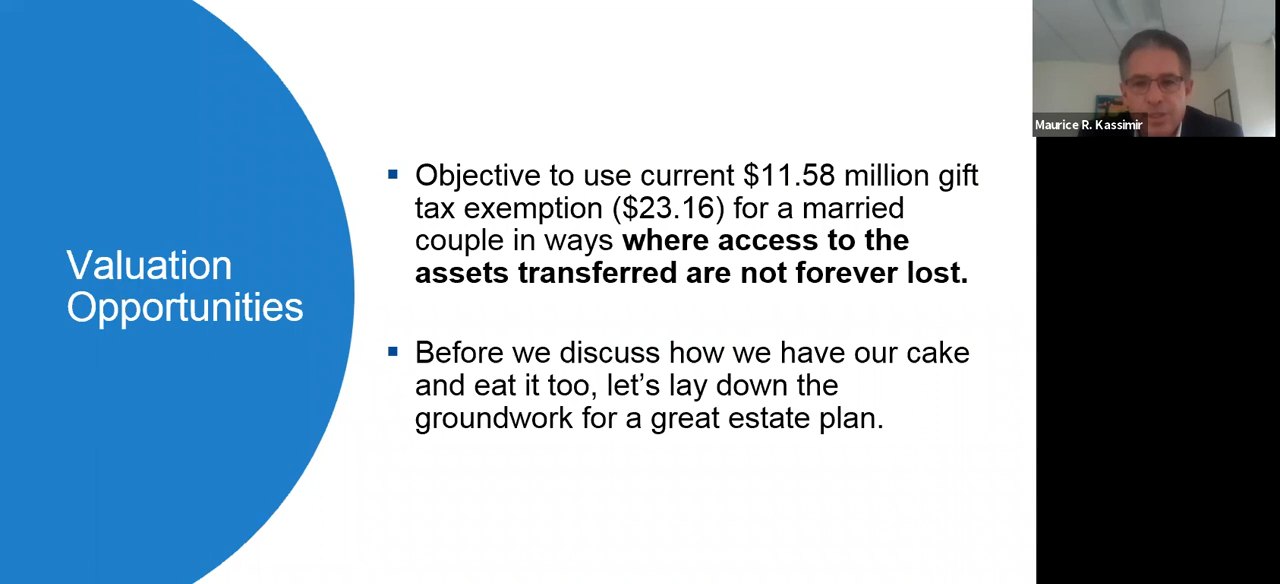 Valuation
Opportunities
▪ Objective to use current $11.58 million gift
tax exemption ($23.16) for a married
couple in ways where access to the
assets transferred are not forever lost.
▪ Before we discuss how we have our cake
and eat it too, let’s lay down the
groundwork for a great estate plan.
Maurice R. Kassimir